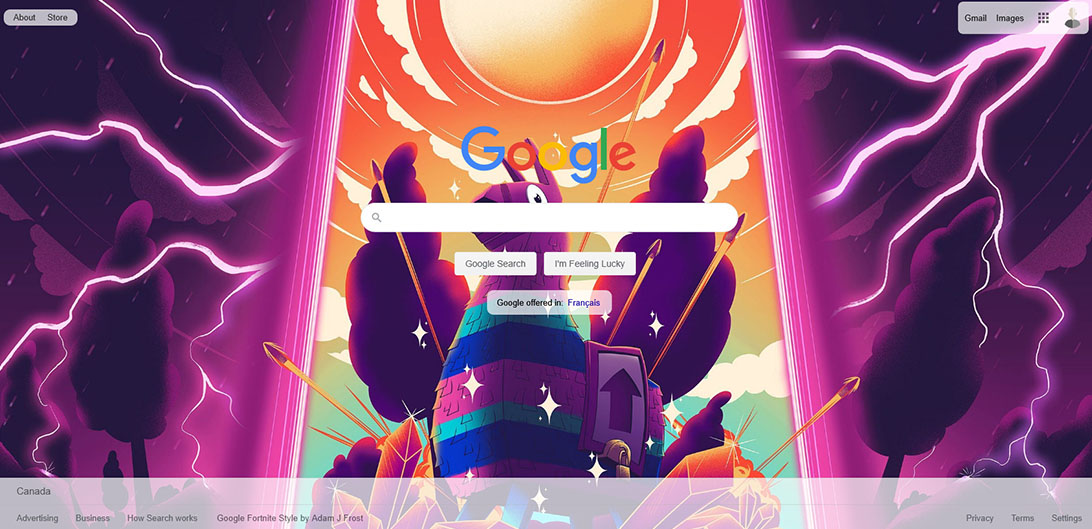 About Store
Gmail Images
Google
Google Search I'm Feeling Lucky
Google offered in: Français
Canada
Advertising Business How Search works Google Fortnite Style by Adam J Frost
Privacy Terms Settings